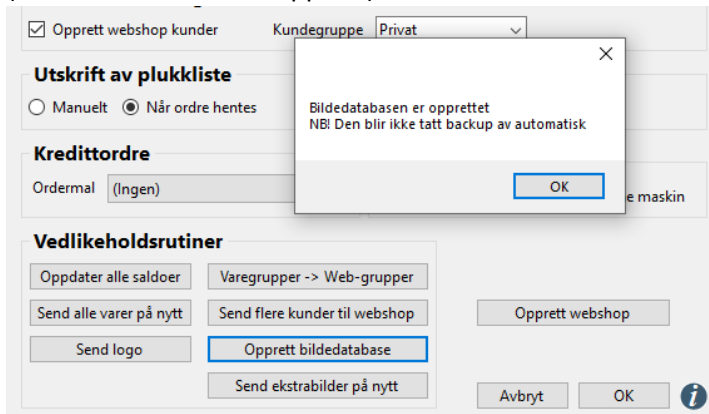 Opprett webshop kunder
Kundegruppe Privat
Utskrift av plukkliste
Manuelt Når ordre hentes
Bildedatabasen er opprettet
NB! Den blir ikke tatt backup av automatisk
OK
Kredittordre
Ordermal (Ingen)
maskin
Vedlikeholdsrutiner
Oppdater alle saldoer Varegrupper -> Web-grupper
Send alle varer på nytt Send flere kunder til webshop Opprett webshop
Send logo Opprett bildedatabase
Send ekstrabilder på nytt
Avbryt OK